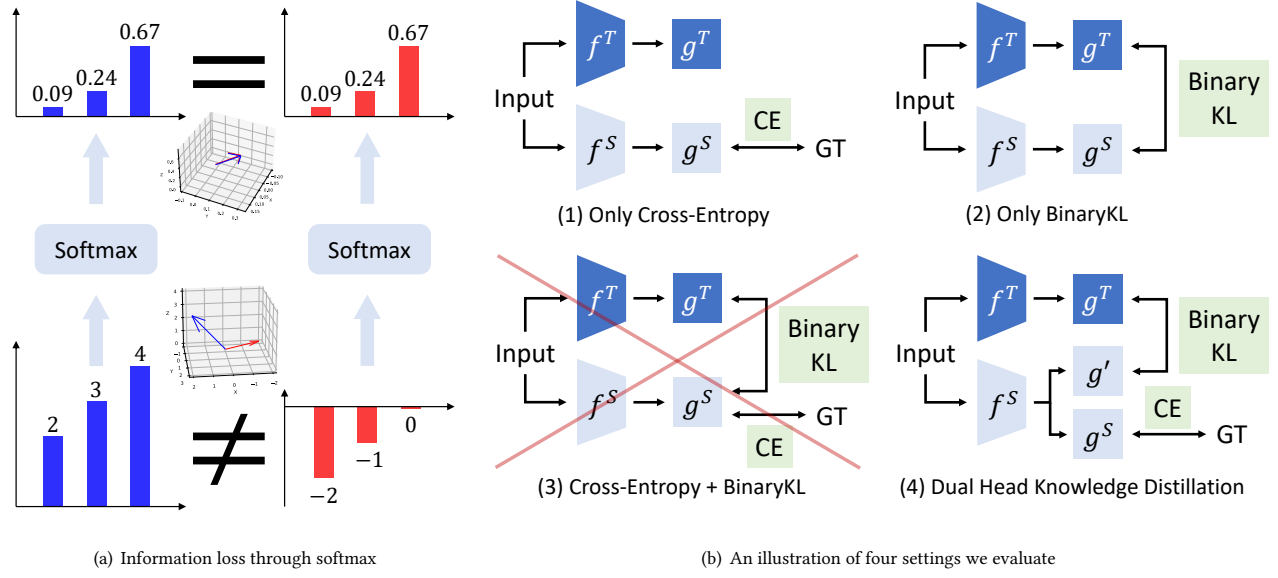 0.09
0.24
0.67
0.09
0.24
0.67
Softmax
Softmax
2
3
4
−2
−1
0
(a) Information loss through softmax
Input
f^T
g^T
f^S
g^S
CE
GT
(1) Only Cross-Entropy
Input
f^T
g^T
f^S
g^S
Binary
KL
(2) Only BinaryKL
Input
f^T
g^T
f^S
g^S
Binary
KL
CE
GT
(3) Cross-Entropy + BinaryKL
Input
f^T
g^T
f^S
g′
g^S
Binary
KL
CE
GT
(4) Dual Head Knowledge Distillation
(b) An illustration of four settings we evaluate